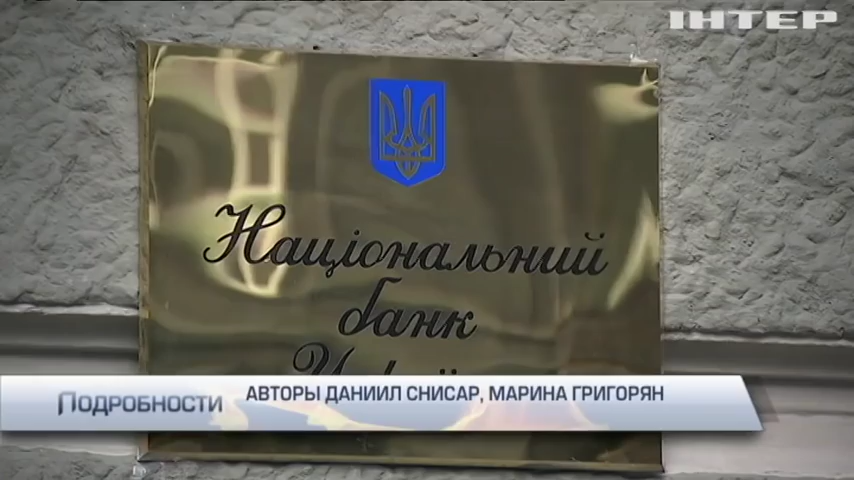 ІНТЕР
Національний
банк
АВТОРЫ ДАНИИЛ СНИСАР, МАРИНА ГРИГОРЯН
ПОДРОБНОСТИ